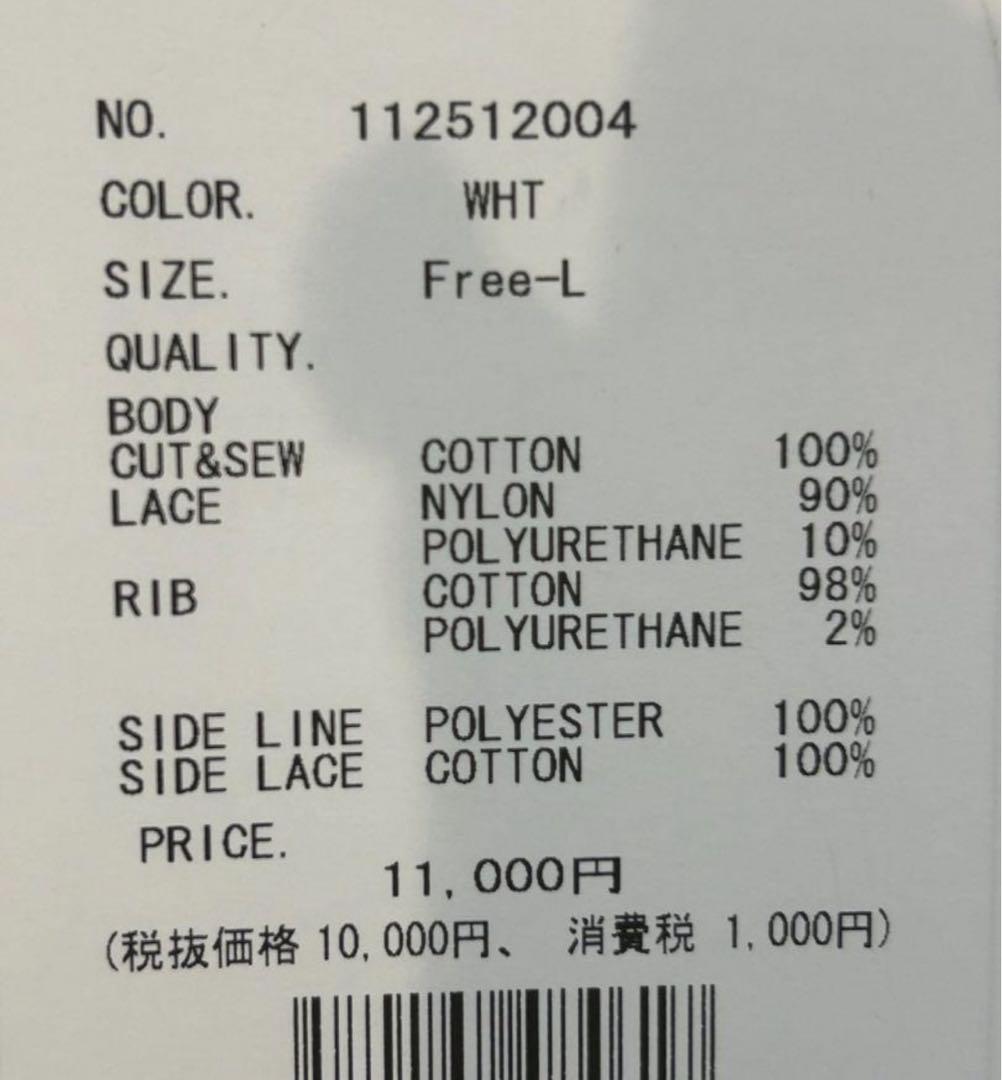 NO. 112512004
COLOR. WHT
SIZE. Free-L
QUALITY.
BODY
CUT&SEW COTTON 100%
LACE NYLON 90%
POLYURETHANE 10%
RIB COTTON 98%
POLYURETHANE 2%
SIDE LINE POLYESTER 100%
SIDE LACE COTTON 100%
PRICE.
11,000円
(税抜価格 10,000円、 消費税 1,000円)